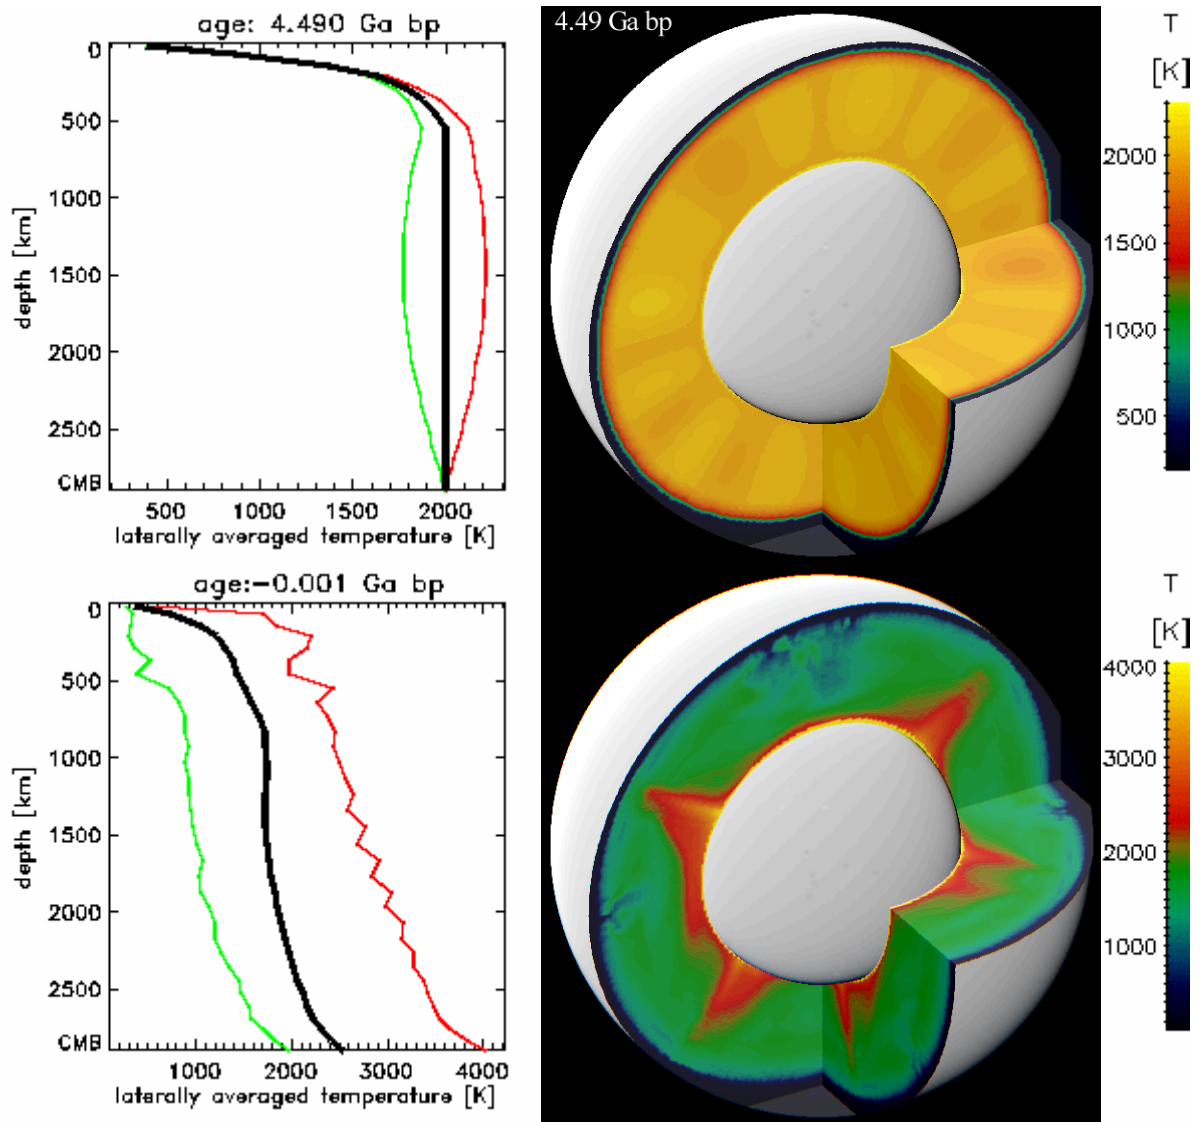 age: 4.490 Ga bp
0
500
1000
1500
2000
2500
CMB
depth [km]
500 1000 1500 2000
laterally averaged temperature [K]
4.49 Ga bp
T
[K]
2000
1500
1000
500
age:-0.001 Ga bp
0
500
1000
1500
2000
2500
CMB
depth [km]
1000 2000 3000 4000
laterally averaged temperature [K]
T
[K]
4000
3000
2000
1000